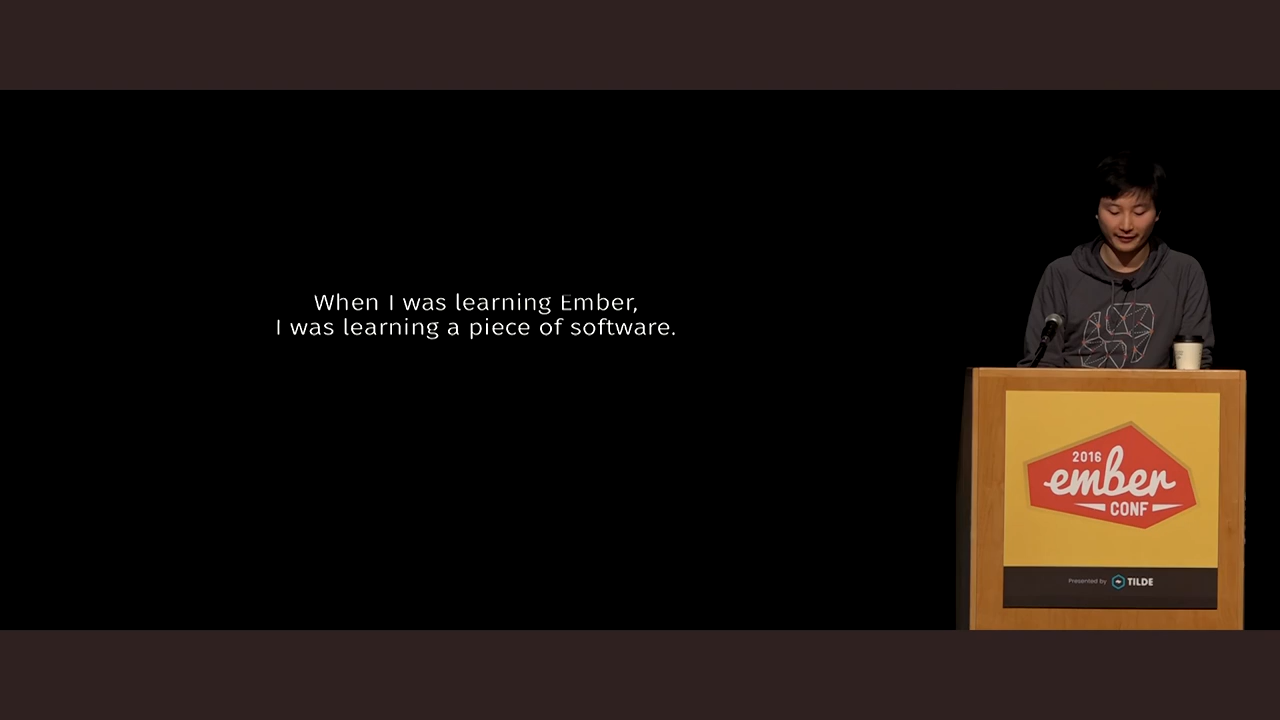 When I was learning Ember,
I was learning a piece of software.
2016
ember
CONF
Presented by TILDE